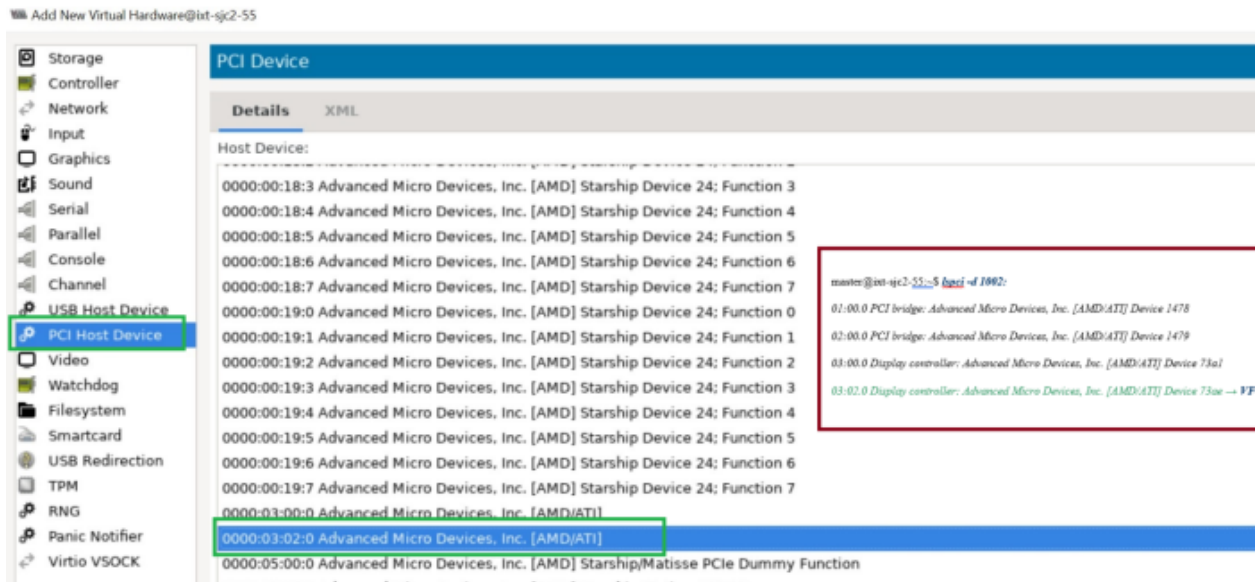 Add New Virtual Hardware@ixt-sjc2-55
Storage
Controller
Network
Input
Graphics
Sound
Serial
Parallel
Console
Channel
USB Host Device
PCI Host Device
Video
Watchdog
Filesystem
Smartcard
USB Redirection
TPM
RNG
Panic Notifier
Virtio VSOCK
PCI Device
Details XML
Host Device:
0000:00:18:3 Advanced Micro Devices, Inc. [AMD] Starship Device 24; Function 3
0000:00:18:4 Advanced Micro Devices, Inc. [AMD] Starship Device 24; Function 4
0000:00:18:5 Advanced Micro Devices, Inc. [AMD] Starship Device 24; Function 5
0000:00:18:6 Advanced Micro Devices, Inc. [AMD] Starship Device 24; Function 6
0000:00:18:7 Advanced Micro Devices, Inc. [AMD] Starship Device 24; Function 7
0000:00:19:0 Advanced Micro Devices, Inc. [AMD] Starship Device 24; Function 0
0000:00:19:1 Advanced Micro Devices, Inc. [AMD] Starship Device 24; Function 1
0000:00:19:2 Advanced Micro Devices, Inc. [AMD] Starship Device 24; Function 2
0000:00:19:3 Advanced Micro Devices, Inc. [AMD] Starship Device 24; Function 3
0000:00:19:4 Advanced Micro Devices, Inc. [AMD] Starship Device 24; Function 4
0000:00:19:5 Advanced Micro Devices, Inc. [AMD] Starship Device 24; Function 5
0000:00:19:6 Advanced Micro Devices, Inc. [AMD] Starship Device 24; Function 6
0000:00:19:7 Advanced Micro Devices, Inc. [AMD] Starship Device 24; Function 7
0000:03:00:0 Advanced Micro Devices, Inc. [AMD/ATI]
0000:03:02:0 Advanced Micro Devices, Inc. [AMD/ATI]
0000:05:00:0 Advanced Micro Devices, Inc. [AMD] Starship/Matisse PCIe Dummy Function
master@ixt-sjc2-55:~$ lspci -d 1002:
01:00.0 PCI bridge: Advanced Micro Devices, Inc. [AMD/ATI] Device 1478
02:00.0 PCI bridge: Advanced Micro Devices, Inc. [AMD/ATI] Device 1479
03:00.0 Display controller: Advanced Micro Devices, Inc. [AMD/ATI] Device 73a1
03:02.0 Display controller: Advanced Micro Devices, Inc. [AMD/ATI] Device 73ae → VF